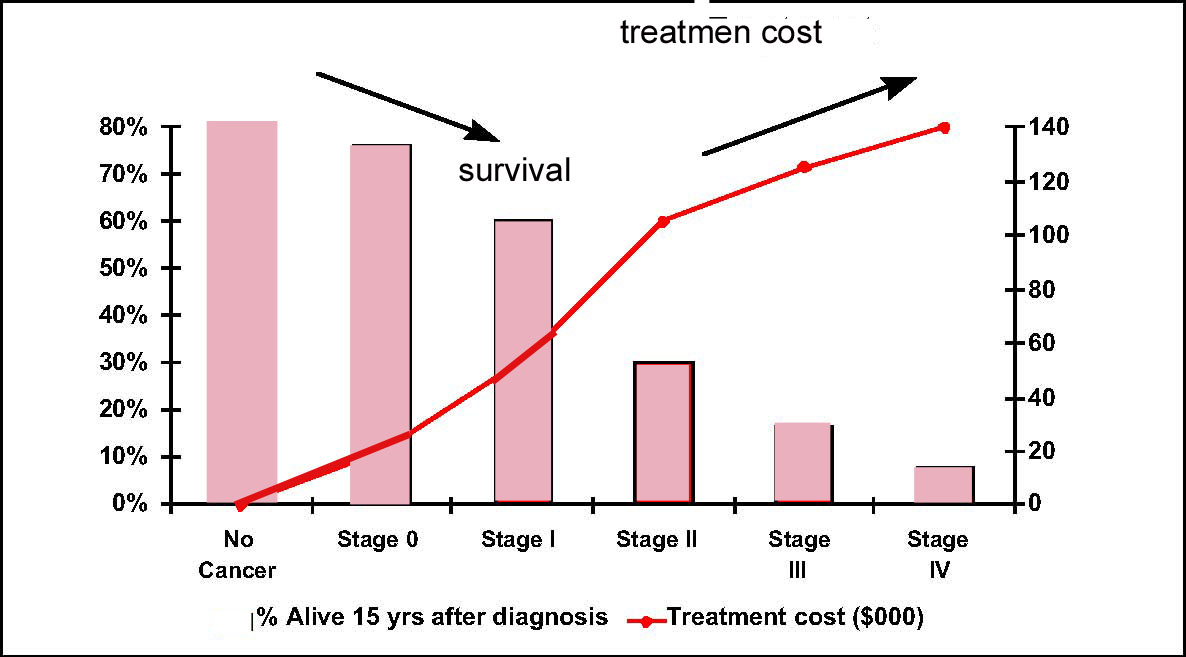 treatmen cost
survival
80%
70%
60%
50%
40%
30%
20%
10%
0%
140
120
100
80
60
40
20
0
No Cancer
Stage 0
Stage I
Stage II
Stage III
Stage IV
% Alive 15 yrs after diagnosis
Treatment cost ($000)